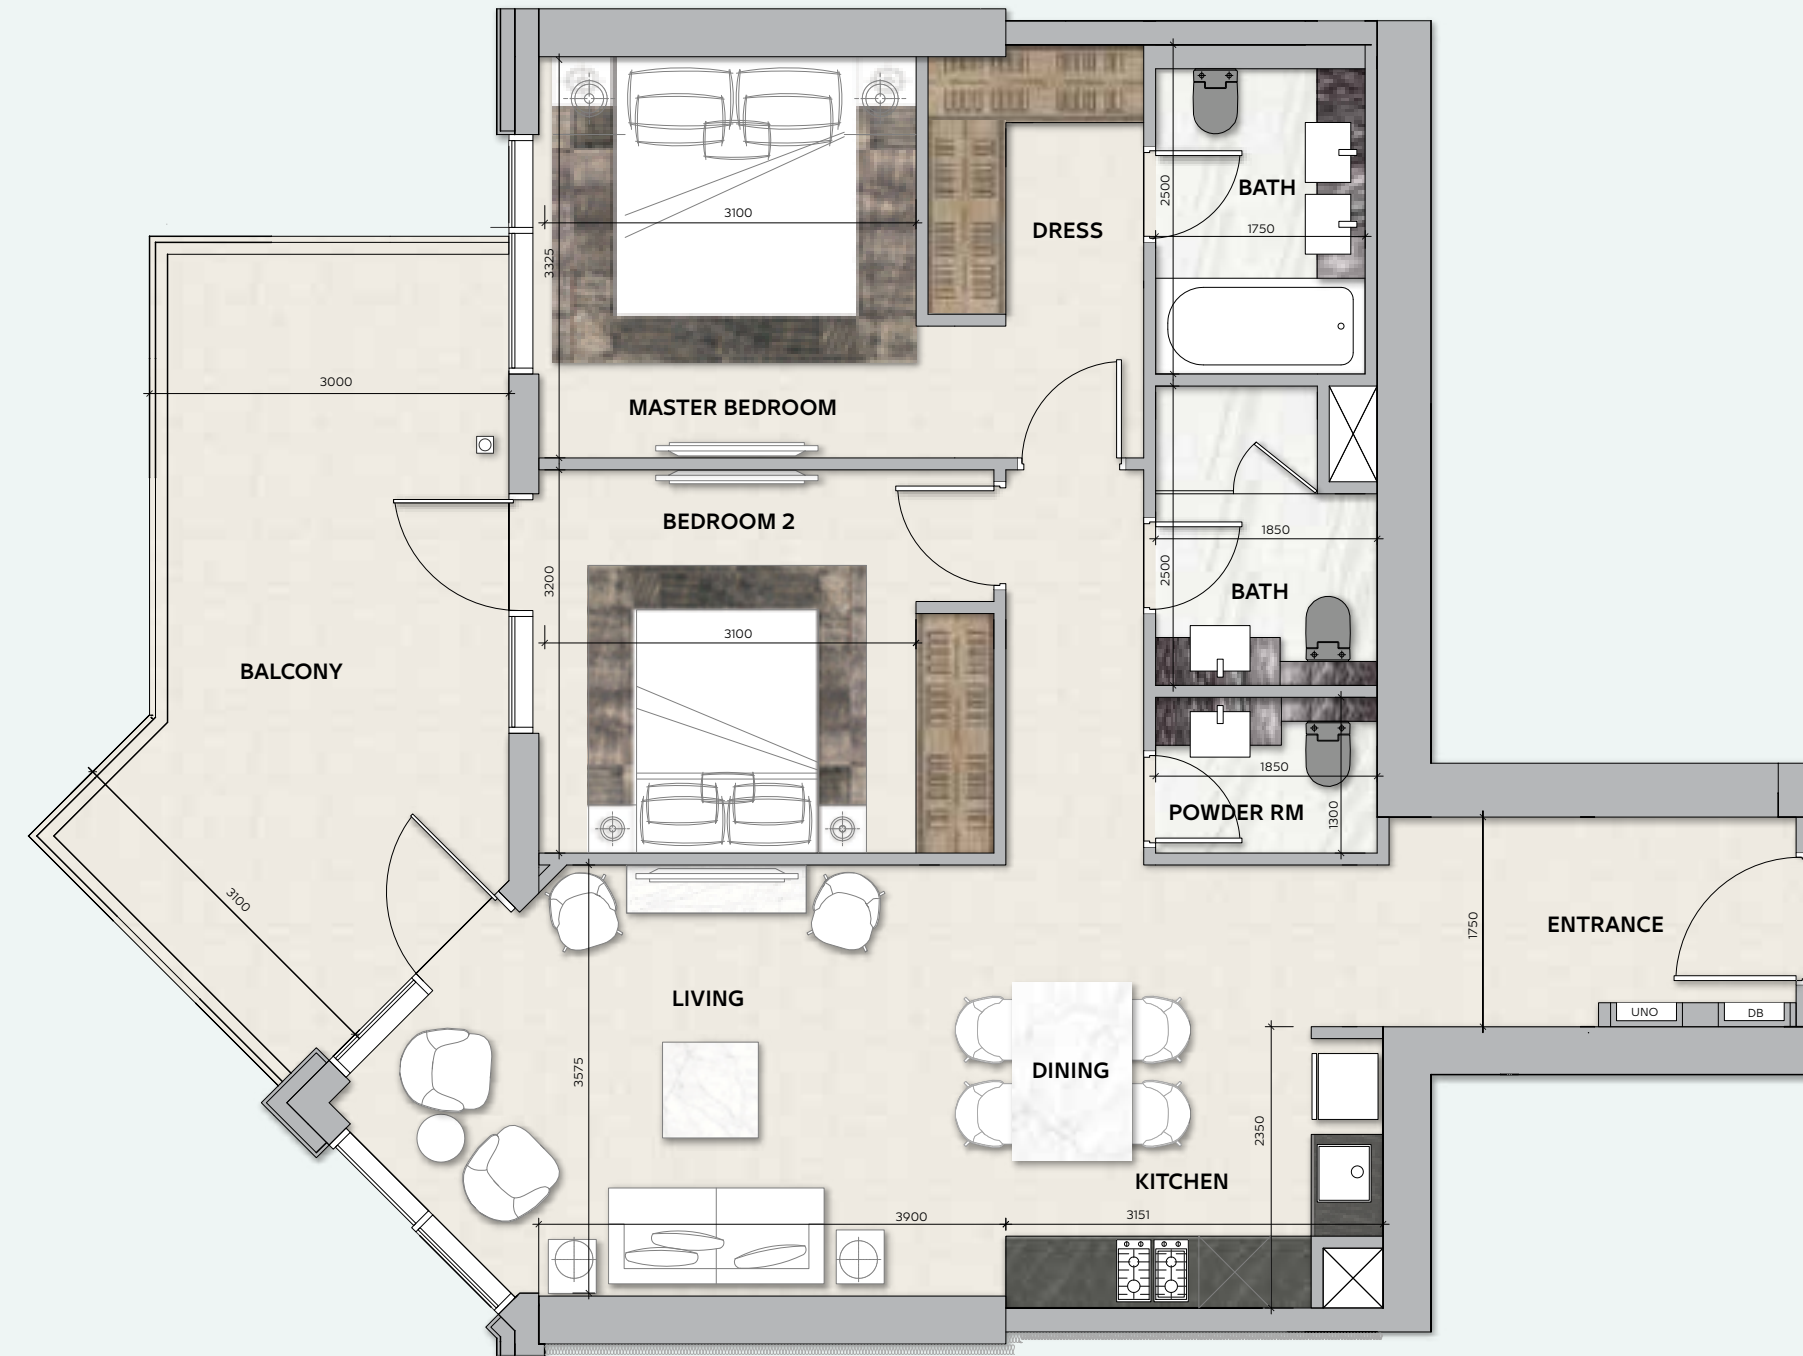 3100
3325
DRESS
2500
BATH
1750
3000
MASTER BEDROOM
BEDROOM 2
3200
3100
1850
2500
BATH
BALCONY
1850
POWDER RM
1300
3100
1750
ENTRANCE
UNO
DB
LIVING
3575
DINING
2350
KITCHEN
3900
3151